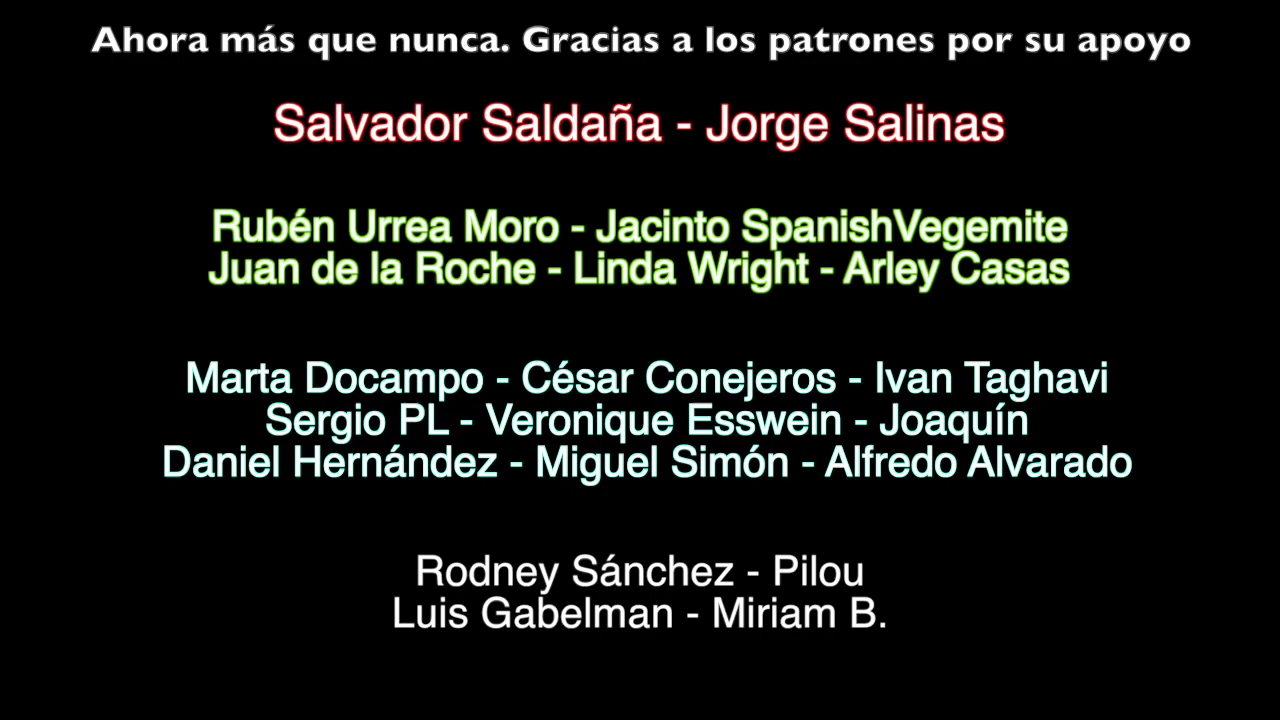 Ahora más que nunca. Gracias a los patrones por su apoyo
Salvador Saldaña - Jorge Salinas
Rubén Urrea Moro - Jacinto SpanishVegemite
Juan de la Roche - Linda Wright - Arley Casas
Marta Docampo - César Conejeros - Ivan Taghavi
Sergio PL - Veronique Esswein - Joaquín
Daniel Hernández - Miguel Simón - Alfredo Alvarado
Rodney Sánchez - Pilou
Luis Gabelman - Miriam B.